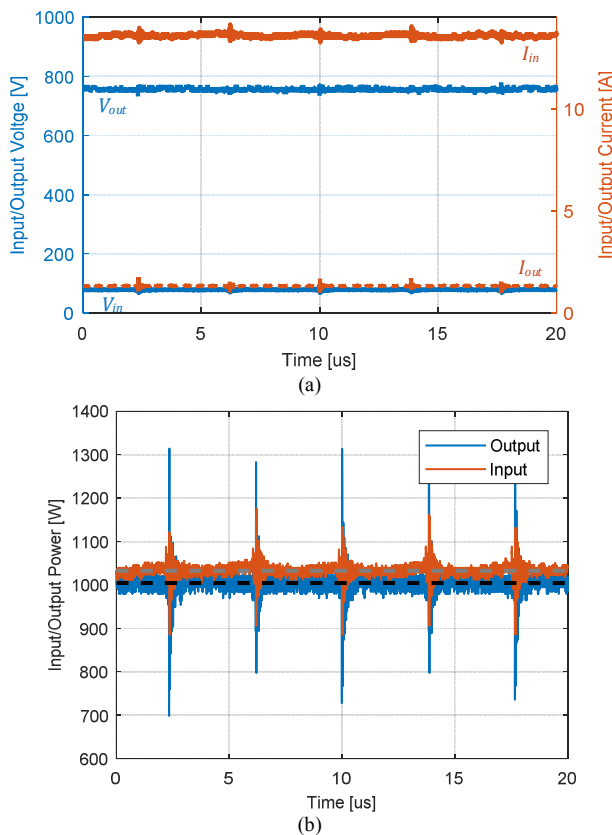 1000
800
600
400
200
0
Input/Output Voltge [V]
I_in
V_out
I_out
V_in
10
5
0
Input/Output Current [A]
0 5 10 15 20
Time [us]
(a)
1400
1300
1200
1100
1000
900
800
700
600
Input/Output Power [W]
Output
Input
0 5 10 15 20
Time [us]
(b)